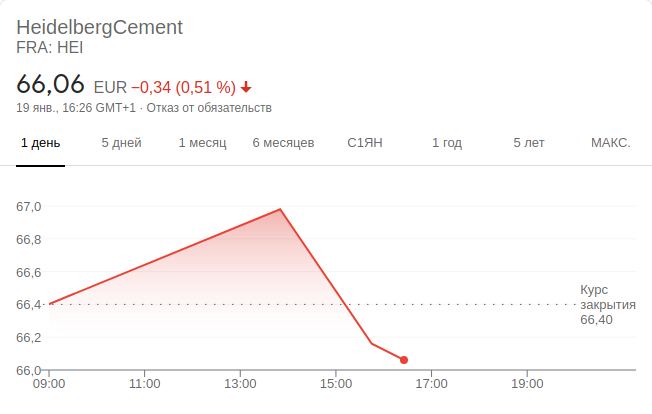 HeidelbergCement
FRA: HEI
66,06 EUR −0,34 (0,51 %)
19 янв., 16:26 GMT+1 · Отказ от обязательств
1 день 5 дней 1 месяц 6 месяцев С1ЯН 1 год 5 лет МАКС.
67,0
66,8
66,6
66,4
66,2
66,0
Курс
закрытия
66,40
09:00 11:00 13:00 15:00 17:00 19:00